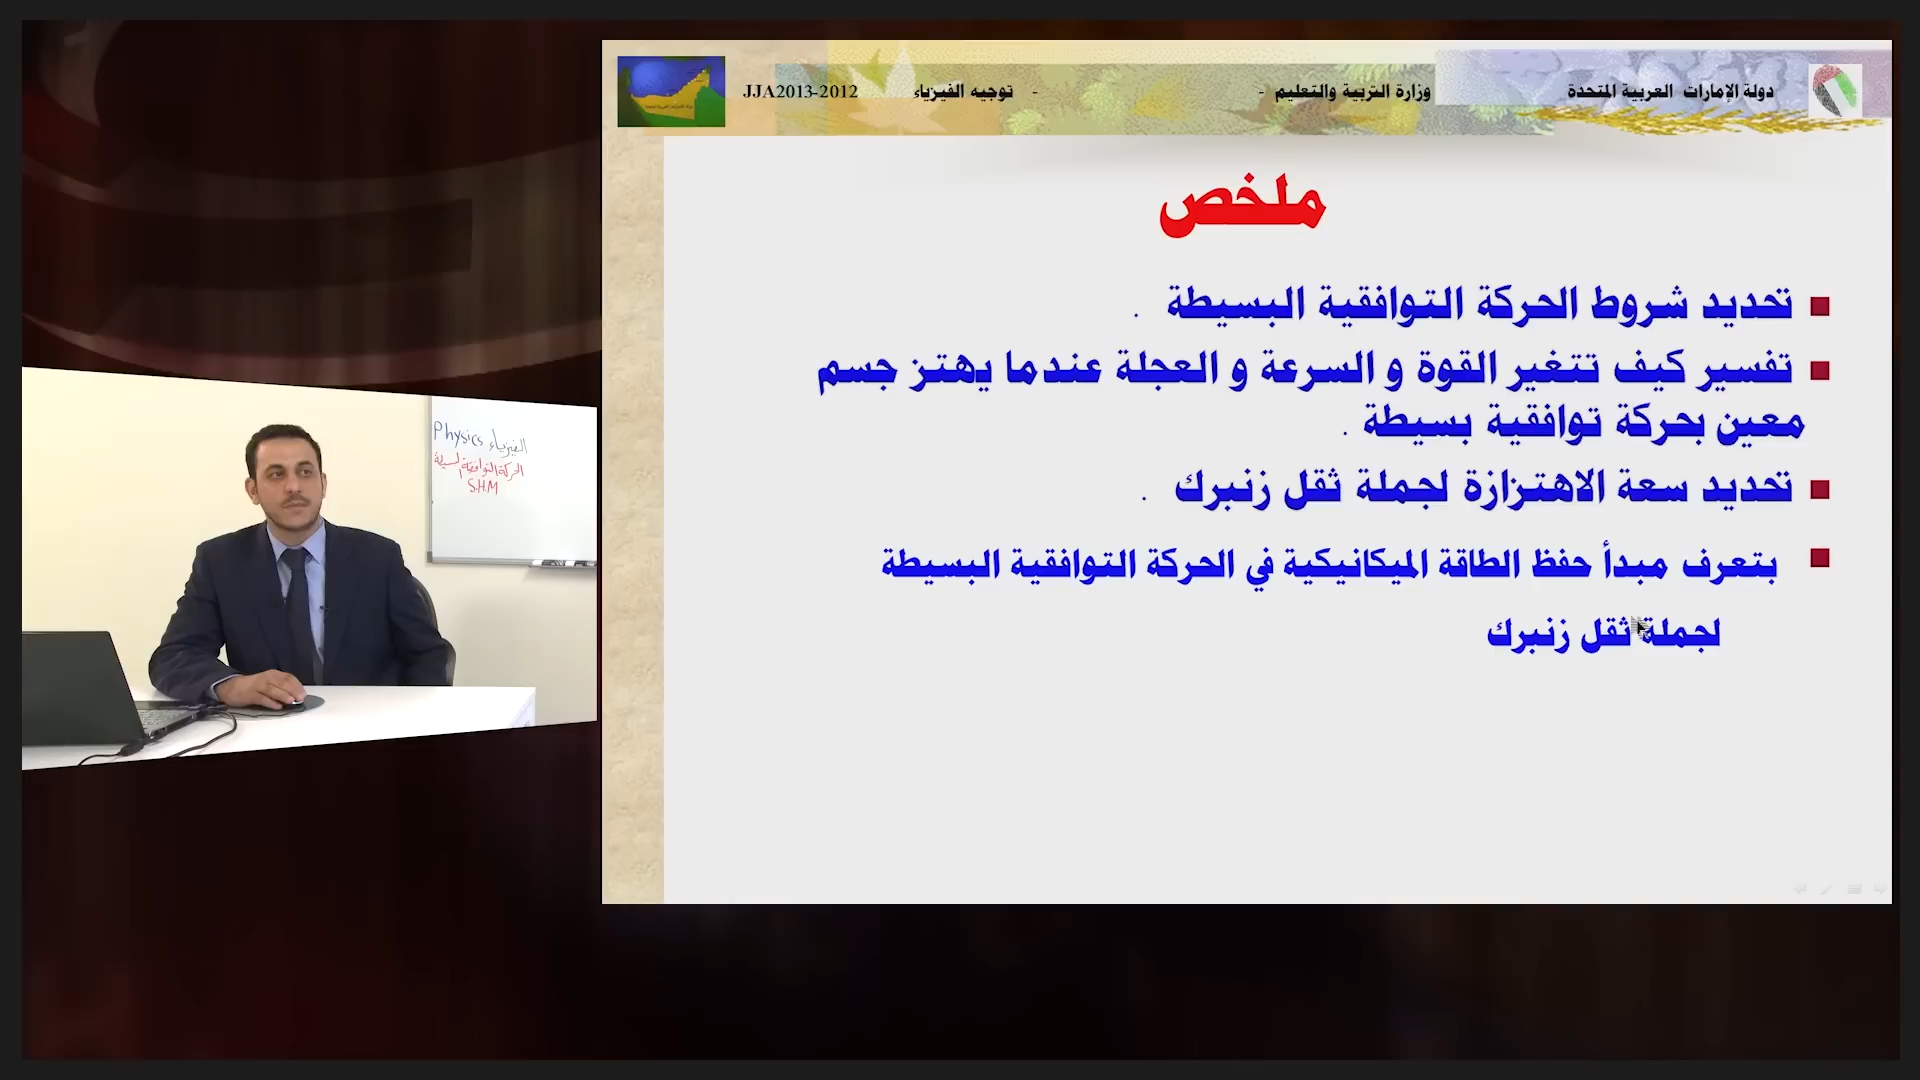 دولة الإمارات العربية المتحدة
وزارة التربية والتعليم -
- توجيه الفيزياء
JJA2013-2012
ملخص
تحديد شروط الحركة التوافقية البسيطة .
تفسير كيف تتغير القوة و السرعة و العجلة عندما يهتز جسم
معين بحركة توافقية بسيطة .
تحديد سعة الاهتزازة لجملة ثقل زنبرك .
بتعرف مبدأ حفظ الطاقة الميكانيكية في الحركة التوافقية البسيطة
لجملة ثقل زنبرك
الفيزياء Physics
الحركة التوافقية البسيطة
S.H.M